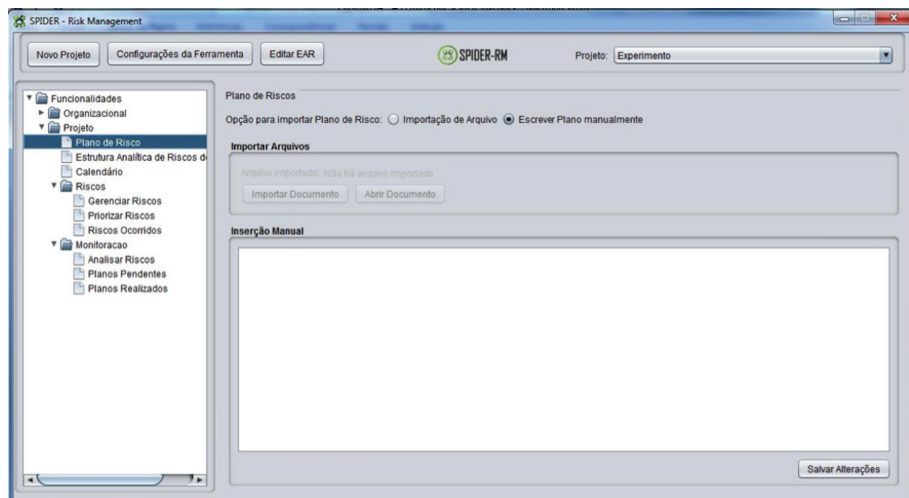 SPIDER - Risk Management
Novo Projeto Configurações da Ferramenta Editar EAR SPIDER-RM Projeto: Experimento
Funcionalidades
Organizacional
Projeto
Plano de Risco
Estrutura Analítica de Riscos d
Calendário
Riscos
Gerenciar Riscos
Priorizar Riscos
Riscos Ocorridos
Monitoracao
Analisar Riscos
Planos Pendentes
Planos Realizados
Plano de Riscos
Opção para importar Plano de Risco: Importação de Arquivo Escrever Plano manualmente
Importar Arquivos
Arquivo Importado: Não há arquivo importado
Importar Documento Abrir Documento
Inserção Manual
Salvar Alterações